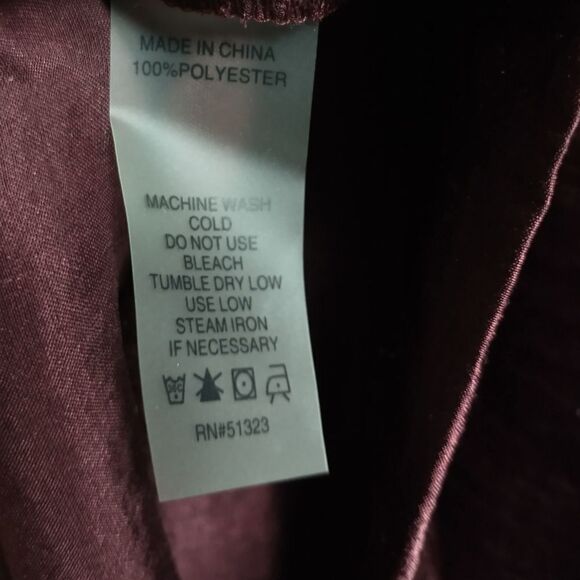 MADE IN CHINA
100%POLYESTER
MACHINE WASH
COLD
DO NOT USE
BLEACH
TUMBLE DRY LOW
USE LOW
STEAM IRON
IF NECESSARY
RN#51323